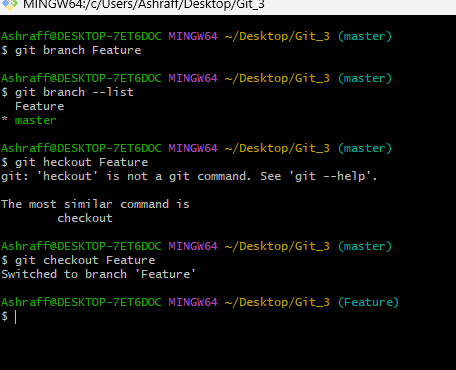 MINGW64:/c/Users/Ashraff/Desktop/Git_3
Ashraff@DESKTOP-7ET6DOC MINGW64 ~/Desktop/Git_3 (master)
$ git branch Feature
Ashraff@DESKTOP-7ET6DOC MINGW64 ~/Desktop/Git_3 (master)
$ git branch --list
  Feature
* master
Ashraff@DESKTOP-7ET6DOC MINGW64 ~/Desktop/Git_3 (master)
$ git heckout Feature
git: 'heckout' is not a git command. See 'git --help'.
The most similar command is
        checkout
Ashraff@DESKTOP-7ET6DOC MINGW64 ~/Desktop/Git_3 (master)
$ git checkout Feature
Switched to branch 'Feature'
Ashraff@DESKTOP-7ET6DOC MINGW64 ~/Desktop/Git_3 (Feature)
$